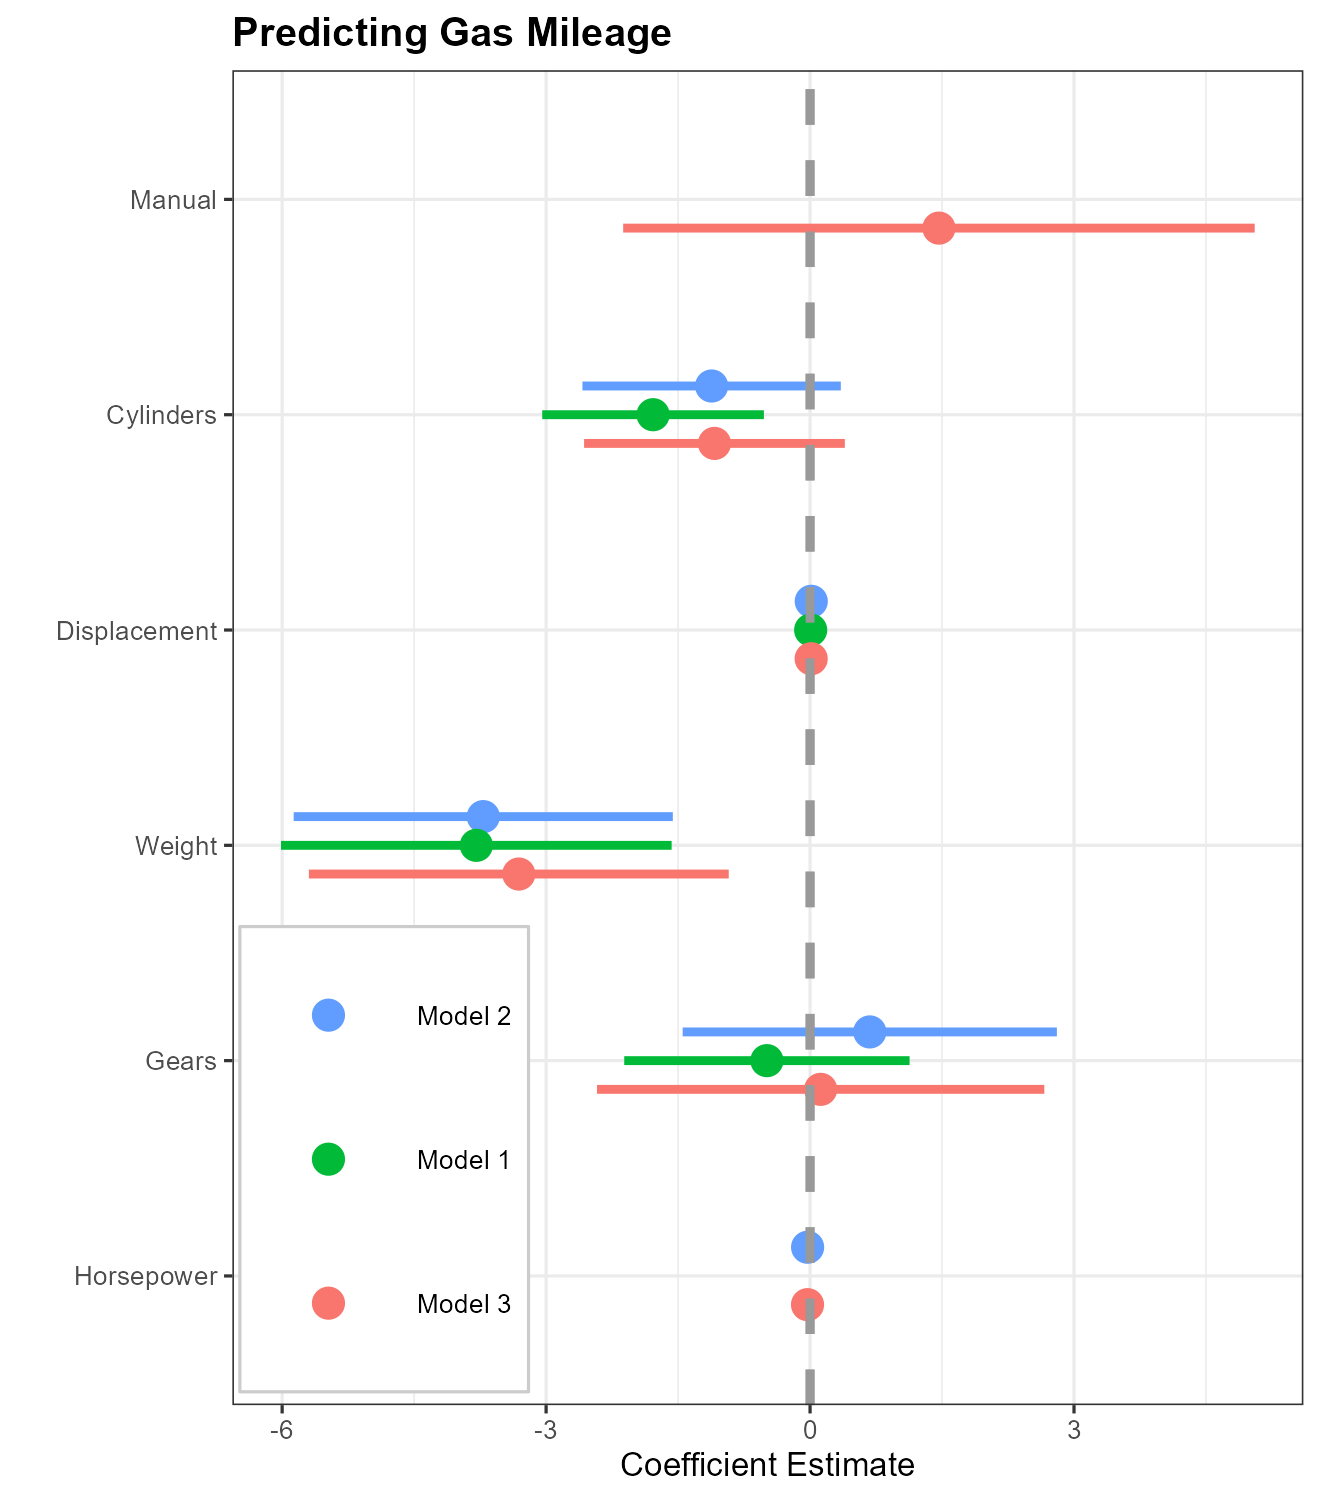 Predicting Gas Mileage
Manual
Cylinders
Displacement
Weight
Gears
Horsepower
Model 2
Model 1
Model 3
-6 -3 0 3
Coefficient Estimate